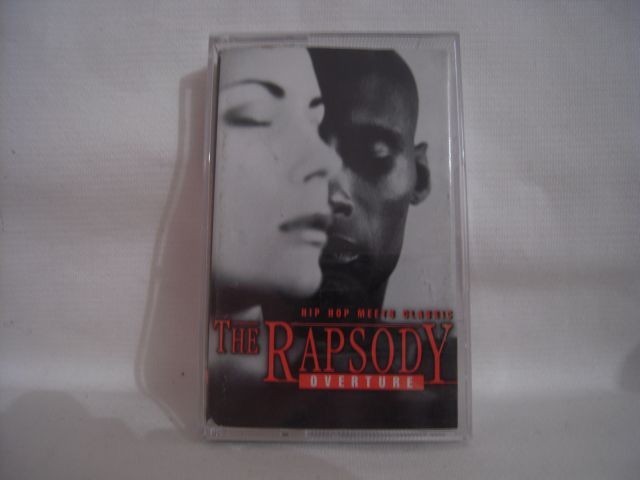 HIP HOP MEETS CLASSIC
THE RAPSODY
OVERTURE